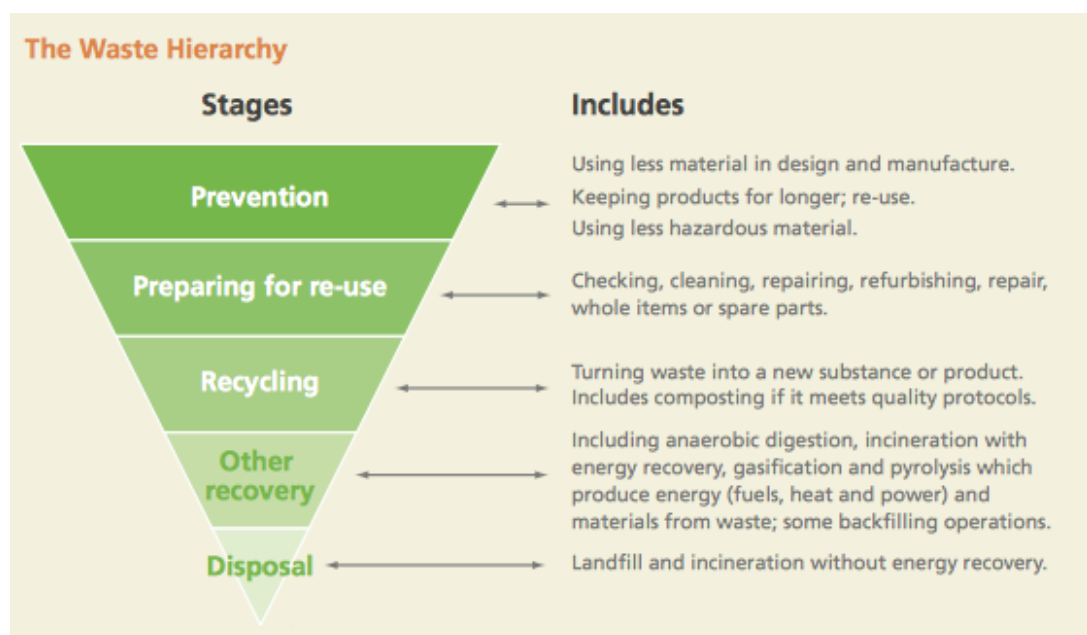 The Waste Hierarchy
Stages
Includes
Prevention
Using less material in design and manufacture.
Keeping products for longer; re-use.
Using less hazardous material.
Preparing for re-use
Checking, cleaning, repairing, refurbishing, repair,
whole items or spare parts.
Recycling
Turning waste into a new substance or product.
Includes composting if it meets quality protocols.
Other
recovery
Including anaerobic digestion, incineration with
energy recovery, gasification and pyrolysis which
produce energy (fuels, heat and power) and
materials from waste; some backfilling operations.
Disposal
Landfill and incineration without energy recovery.